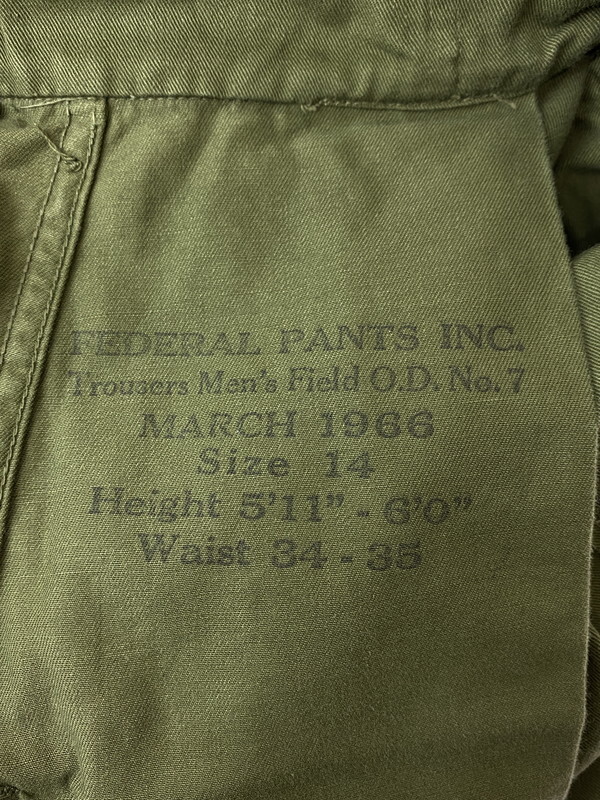 FEDERAL PANTS INC.
Trousers Men's Field O.D. No. 7
MARCH 1966
Size 14
Height 5'11" - 6'0"
Waist 34 - 35